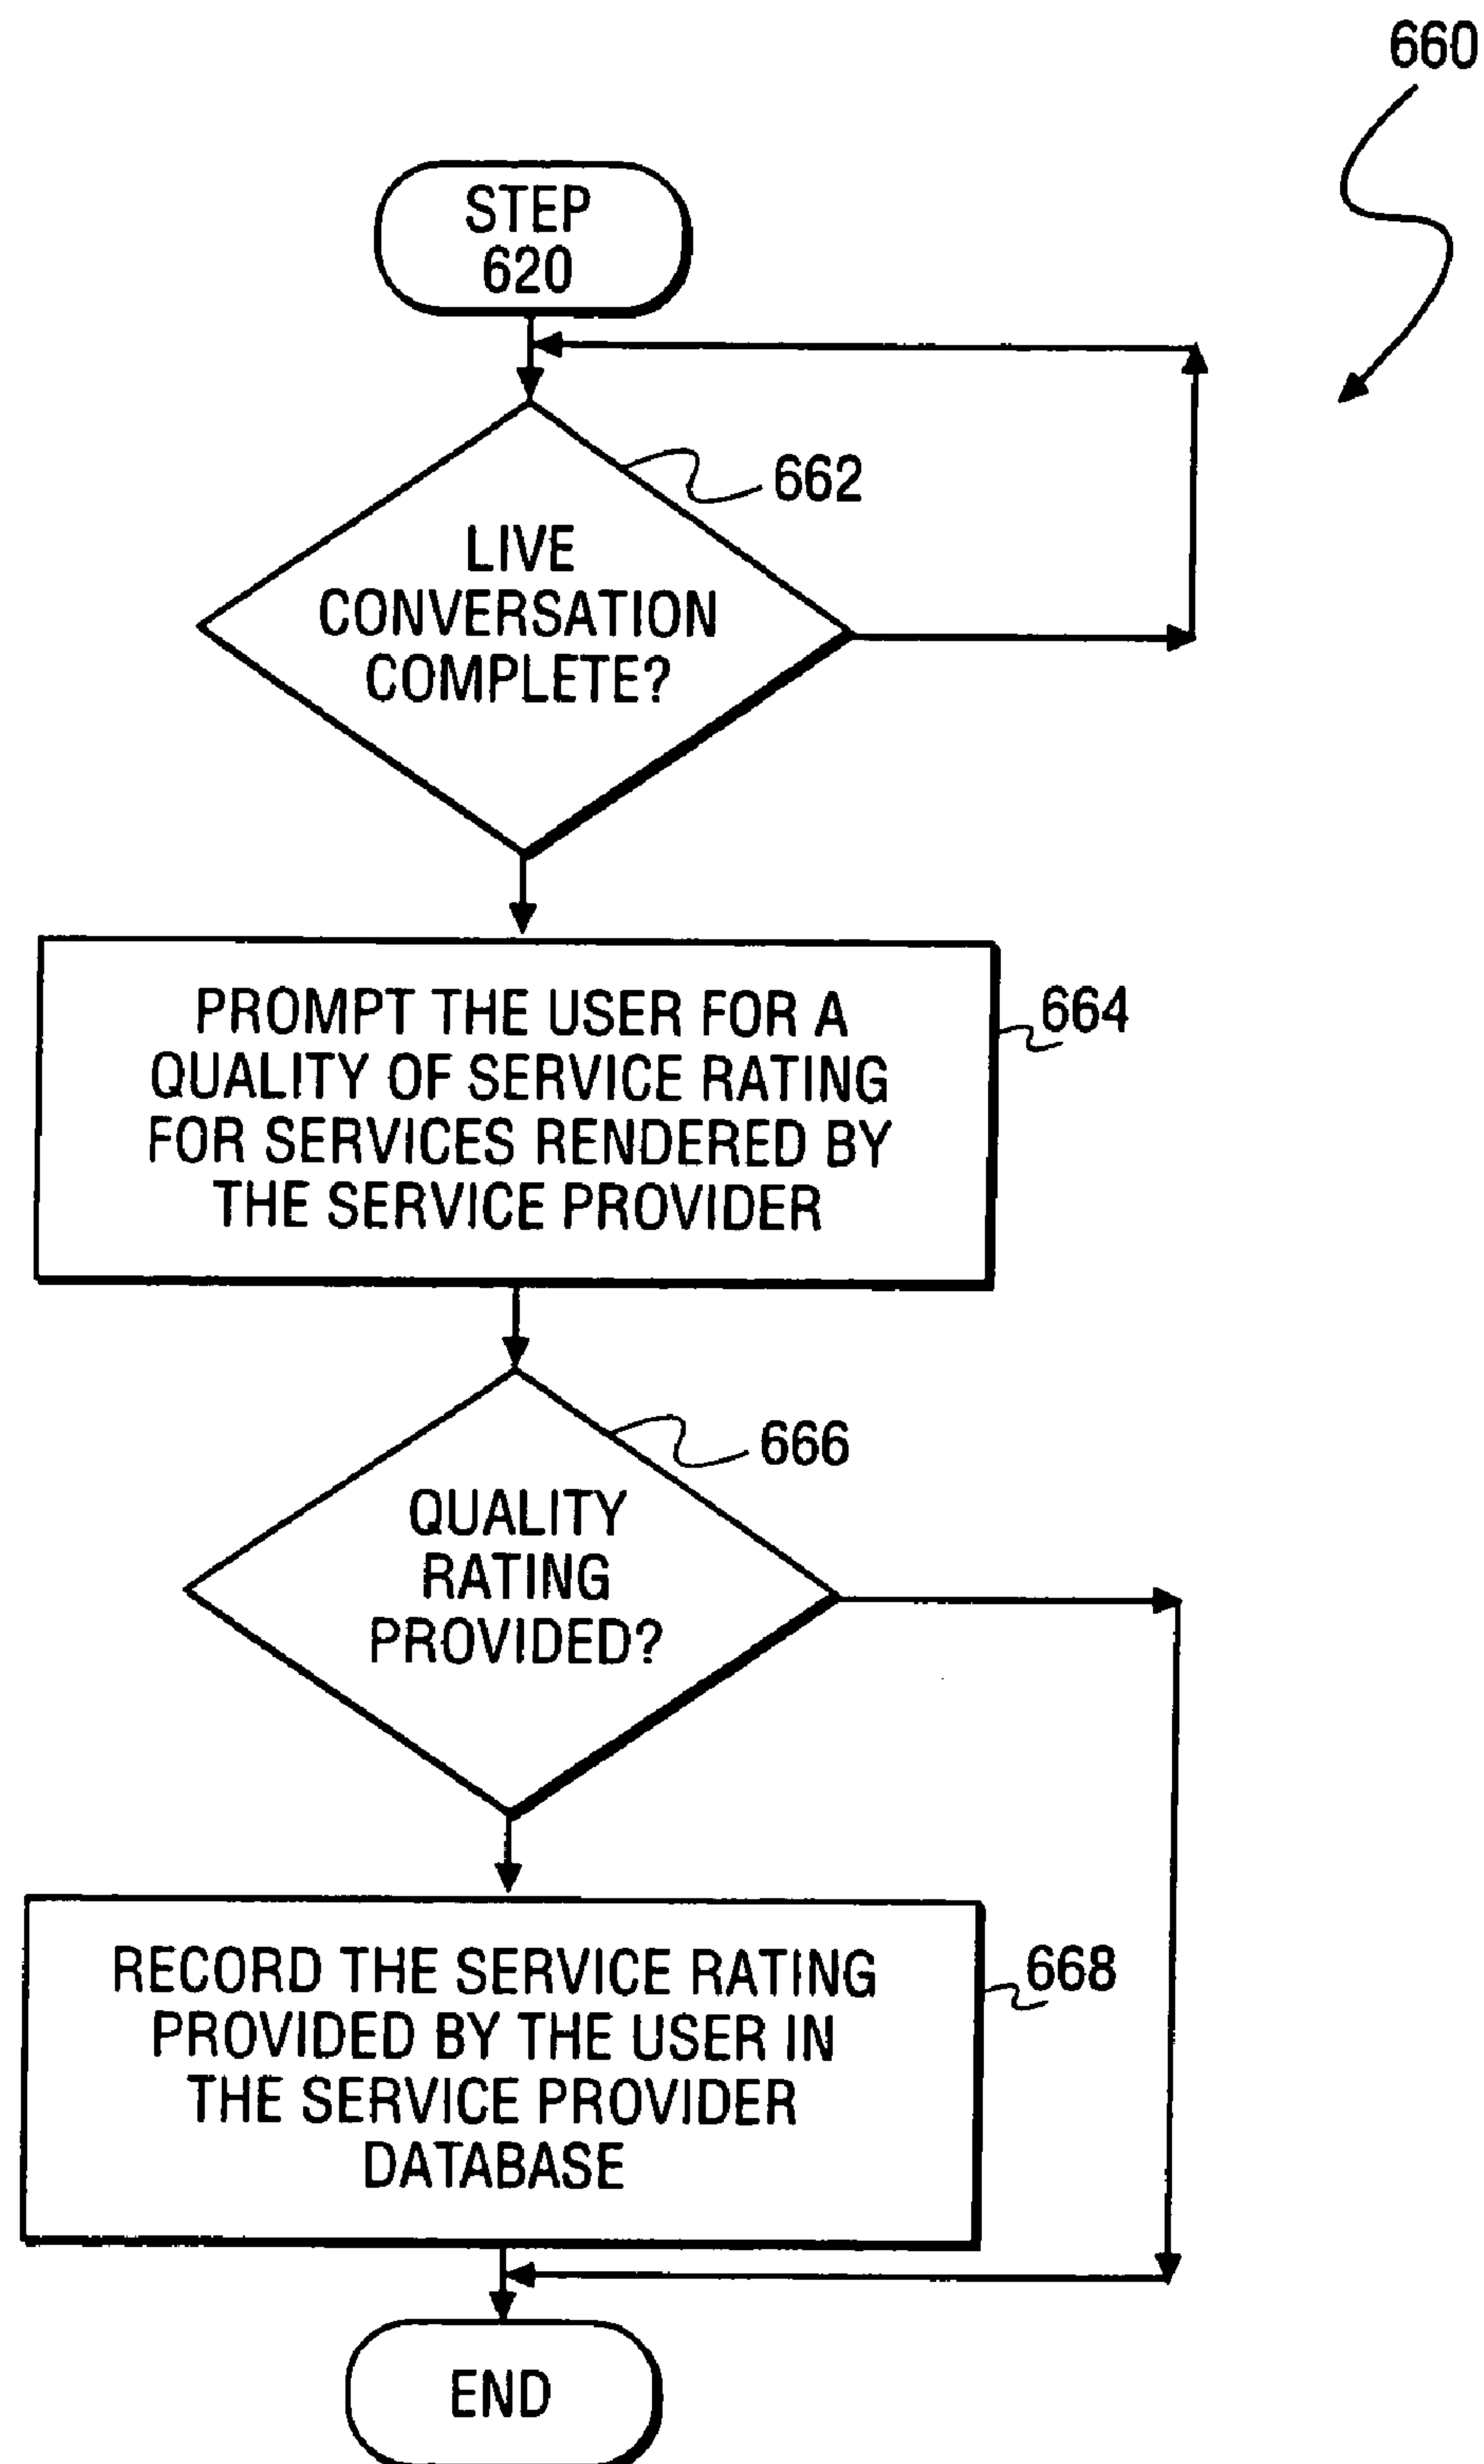 660
STEP
620
662
LIVE
CONVERSATION
COMPLETE?
PROMPT THE USER FOR A
QUALITY OF SERVICE RATING
FOR SERVICES RENDERED BY
THE SERVICE PROVIDER
664
666
QUALITY
RATING
PROVIDED?
RECORD THE SERVICE RATING
PROVIDED BY THE USER IN
THE SERVICE PROVIDER
DATABASE
668
END